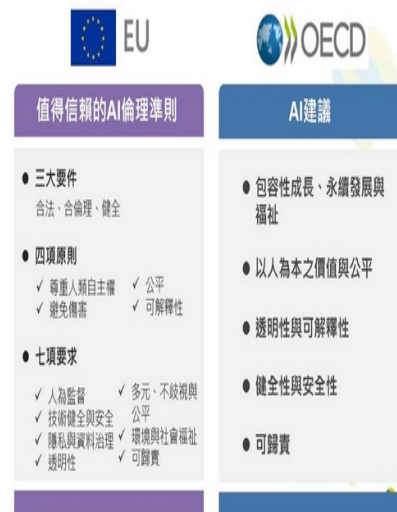 EU
值得信賴的AI倫理準則
● 三大要件
合法、合倫理、健全
● 四項原則
✓ 尊重人類自主權
✓ 避免傷害
✓ 公平
✓ 可解釋性
● 七項要求
✓ 人為監督
✓ 技術健全與安全
✓ 隱私與資料治理
✓ 透明性
✓ 多元、不歧視與
公平
✓ 環境與社會福祉
✓ 可歸責
OECD
AI建議
● 包容性成長、永續發展與
福祉
● 以人為本之價值與公平
● 透明性與可解釋性
● 健全性與安全性
● 可歸責